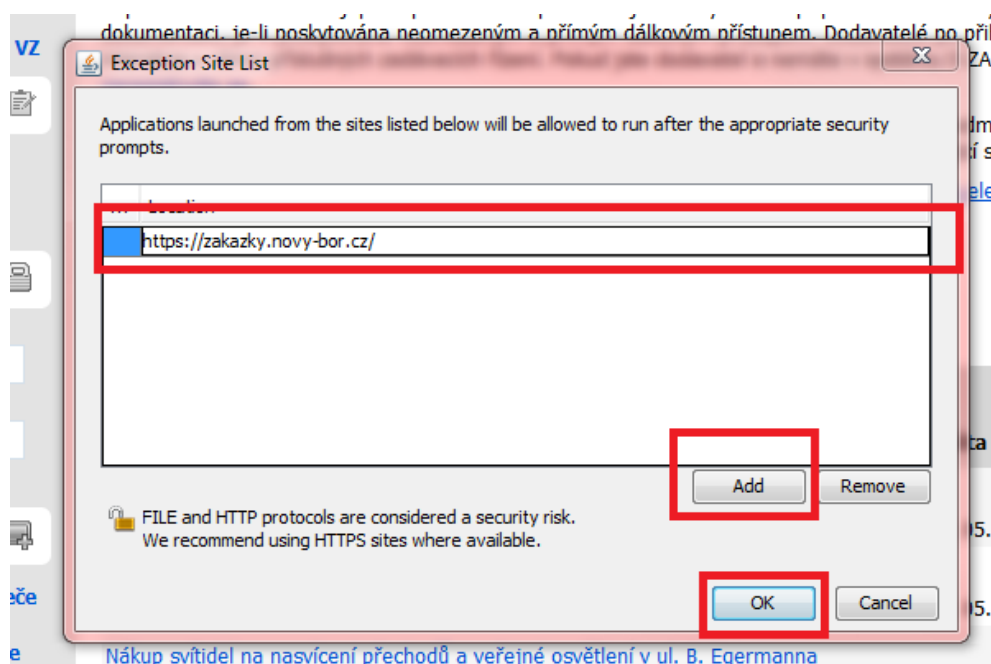 dokumentaci, je-li poskytována neomezeným a přímým dálkovým přístupem. Dodavatelé po
VZ
Exception Site List
ZA
Applications launched from the sites listed below will be allowed to run after the appropriate security
prompts.
Location
https://zakazky.novy-bor.cz/
Add
Remove
FILE and HTTP protocols are considered a security risk.
We recommend using HTTPS sites where available.
OK
Cancel
Nákup svítidel na nasvícení přechodů a veřejné osvětlení v ul. B. Egermanna